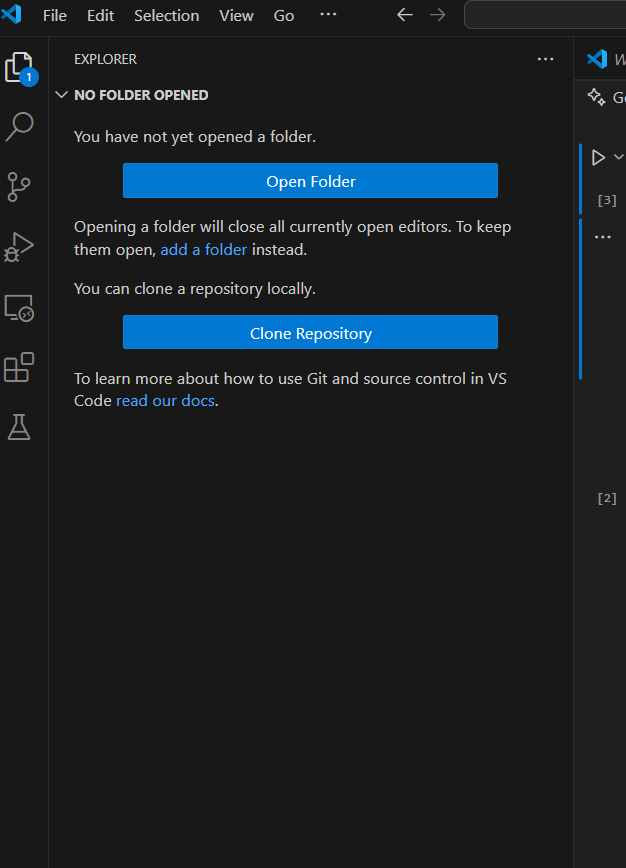 File Edit Selection View Go ...
EXPLORER ...
1
NO FOLDER OPENED
You have not yet opened a folder.
Open Folder
Opening a folder will close all currently open editors. To keep
them open, add a folder instead.
You can clone a repository locally.
Clone Repository
To learn more about how to use Git and source control in VS
Code read our docs.
W
[3]
...
[2]